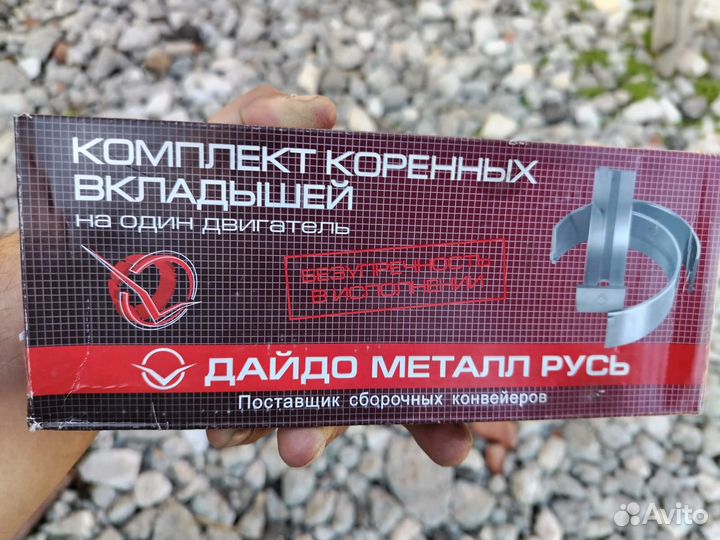 КОМПЛЕКТ КОРЕННЫХ
ВКЛАДЫШЕЙ
на один двигатель
БЕЗУПРЕЧНОСТЬ
В ИСПОЛНЕНИИ
ДАЙДО МЕТАЛЛ РУСЬ
Поставщик сборочных конвейеров
Avito